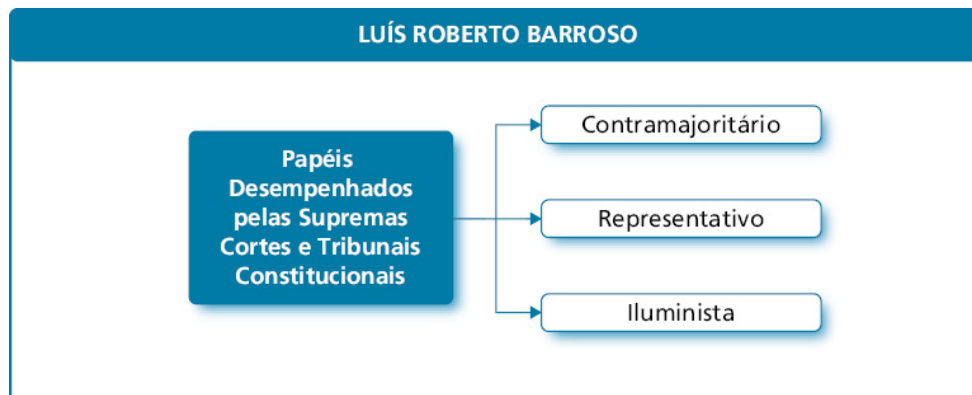 LUÍS ROBERTO BARROSO
Papéis
Desempenhados
pelas Supremas
Cortes e Tribunais
Constitucionais
Contramajoritário
Representativo
Iluminista